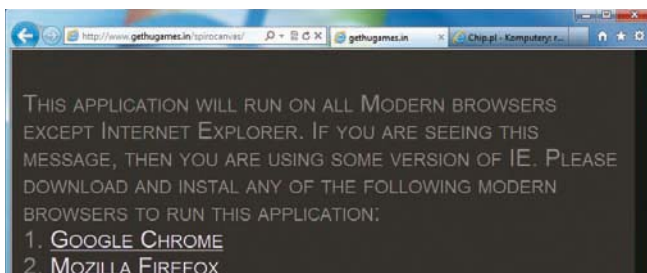 http://www.gethugames.in/spirocanvas/
gethugames.in
Chip.pl - Komputery: r...
THIS APPLICATION WILL RUN ON ALL MODERN BROWSERS
EXCEPT INTERNET EXPLORER. IF YOU ARE SEEING THIS
MESSAGE, THEN YOU ARE USING SOME VERSION OF IE. PLEASE
DOWNLOAD AND INSTAL ANY OF THE FOLLOWING MODERN
BROWSERS TO RUN THIS APPLICATION:
1. GOOGLE CHROME
2. MOZILLA FIREFOX